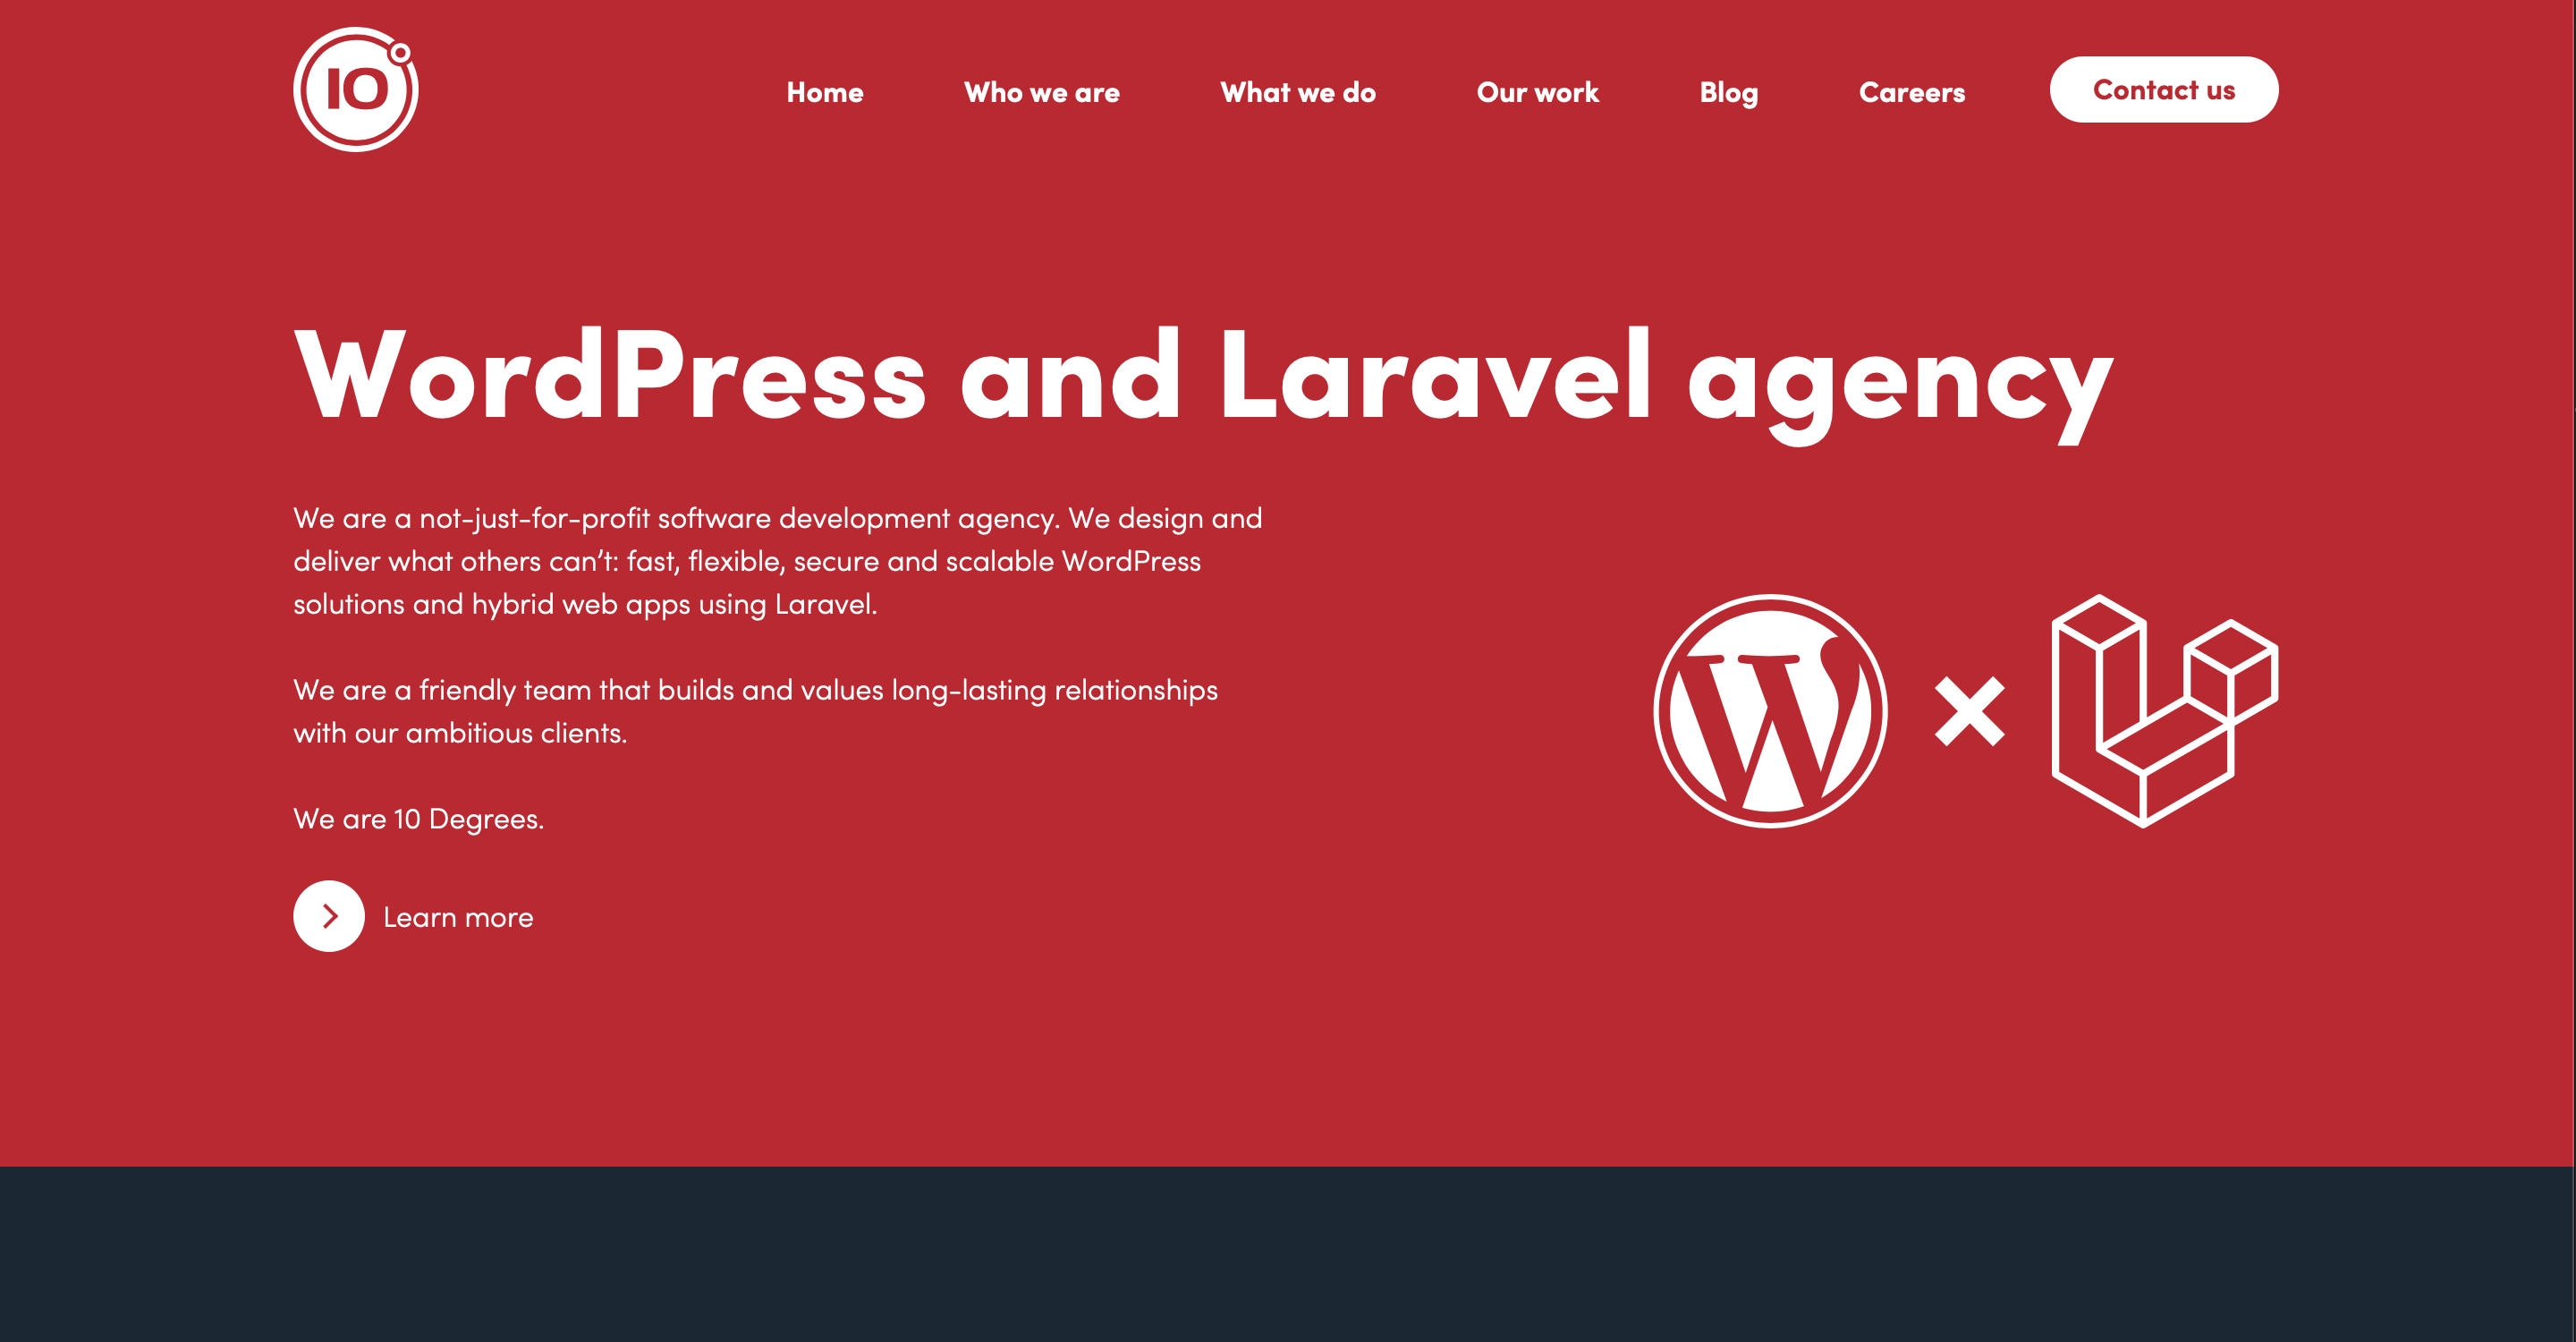 10
Home
Who we are
What we do
Our work
Blog
Careers
Contact us
WordPress and Laravel agency
We are a not-just-for-profit software development agency. We design and
deliver what others can’t: fast, flexible, secure and scalable WordPress
solutions and hybrid web apps using Laravel.
We are a friendly team that builds and values long-lasting relationships
with our ambitious clients.
We are 10 Degrees.
Learn more